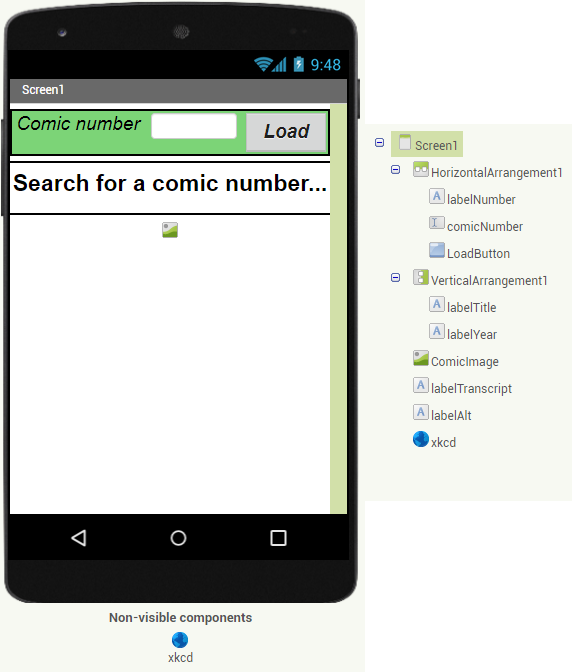 9:48
Screen1
Comic number
Load
Search for a comic number...
Non-visible components
xkcd
Screen1
HorizontalArrangement1
labelNumber
comicNumber
LoadButton
VerticalArrangement1
labelTitle
labelYear
ComicImage
labelTranscript
labelAlt
xkcd